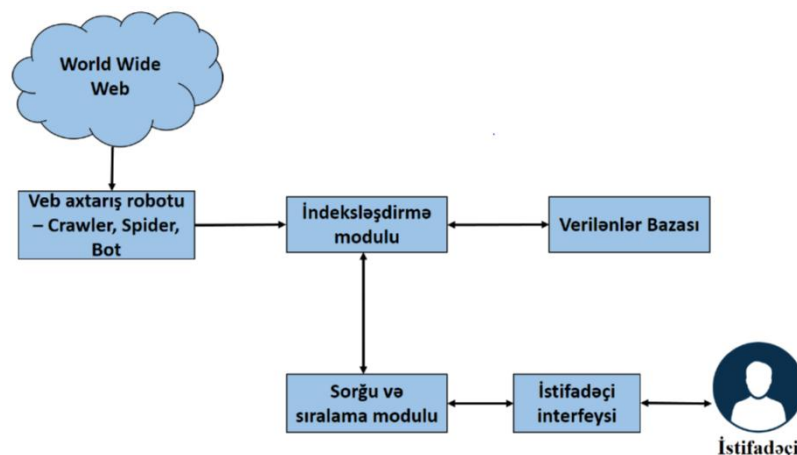 World Wide
Web
Veb axtarış robotu
– Crawler, Spider,
Bot
İndeksləşdirmə
modulu
Verilənlər Bazası
Sorğu və
sıralama modulu
İstifadəçi
interfeysi
İstifadəçi